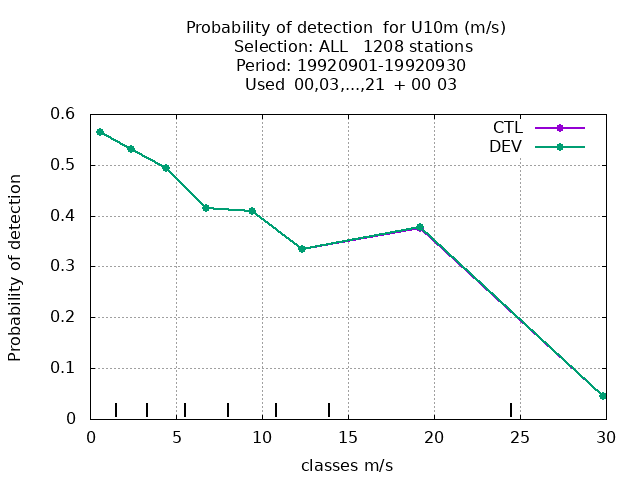 Probability of detection  for U10m (m/s)
Selection: ALL   1208 stations
Period: 19920901-19920930
Used  00,03,...,21  + 00 03
CTL
DEV
Probability of detection
0.6
0.5
0.4
0.3
0.2
0.1
0
0 5 10 15 20 25 30
classes m/s